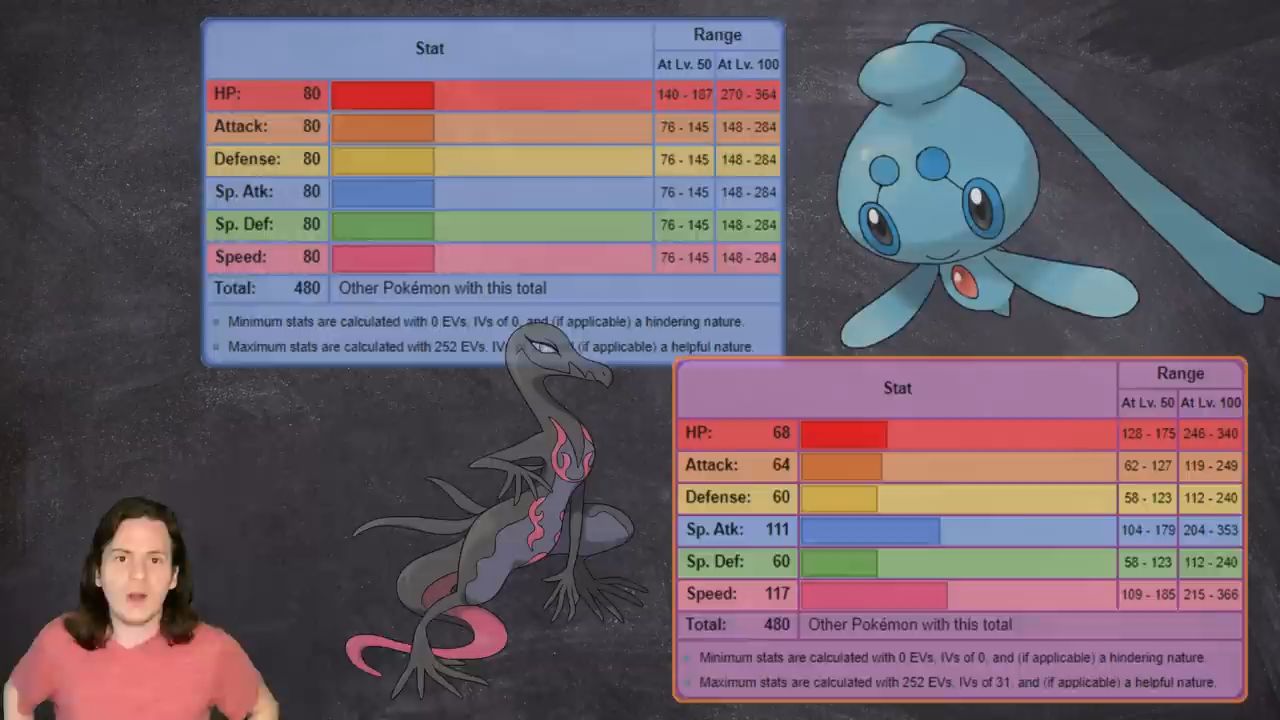 Stat Range
At Lv. 50 At Lv. 100
HP: 80 140 - 187 270 - 364
Attack: 80 76 - 145 148 - 284
Defense: 80 76 - 145 148 - 284
Sp. Atk: 80 76 - 145 148 - 284
Sp. Def: 80 76 - 145 148 - 284
Speed: 80 76 - 145 148 - 284
Total: 480 Other Pokémon with this total
Minimum stats are calculated with 0 EVs, IVs of 0, and (if applicable) a hindering nature.
Maximum stats are calculated with 252 EVs, (if applicable) a helpful nature.
Stat Range
At Lv. 50 At Lv. 100
HP: 68 128 - 175 246 - 340
Attack: 64 62 - 127 119 - 249
Defense: 60 58 - 123 112 - 240
Sp. Atk: 111 104 - 179 204 - 353
Sp. Def: 60 58 - 123 112 - 240
Speed: 117 109 - 185 215 - 366
Total: 480 Other Pokémon with this total
Minimum stats are calculated with 0 EVs, IVs of 0, and (if applicable) a hindering nature.
Maximum stats are calculated with 252 EVs, IVs of 31, and (if applicable) a helpful nature.